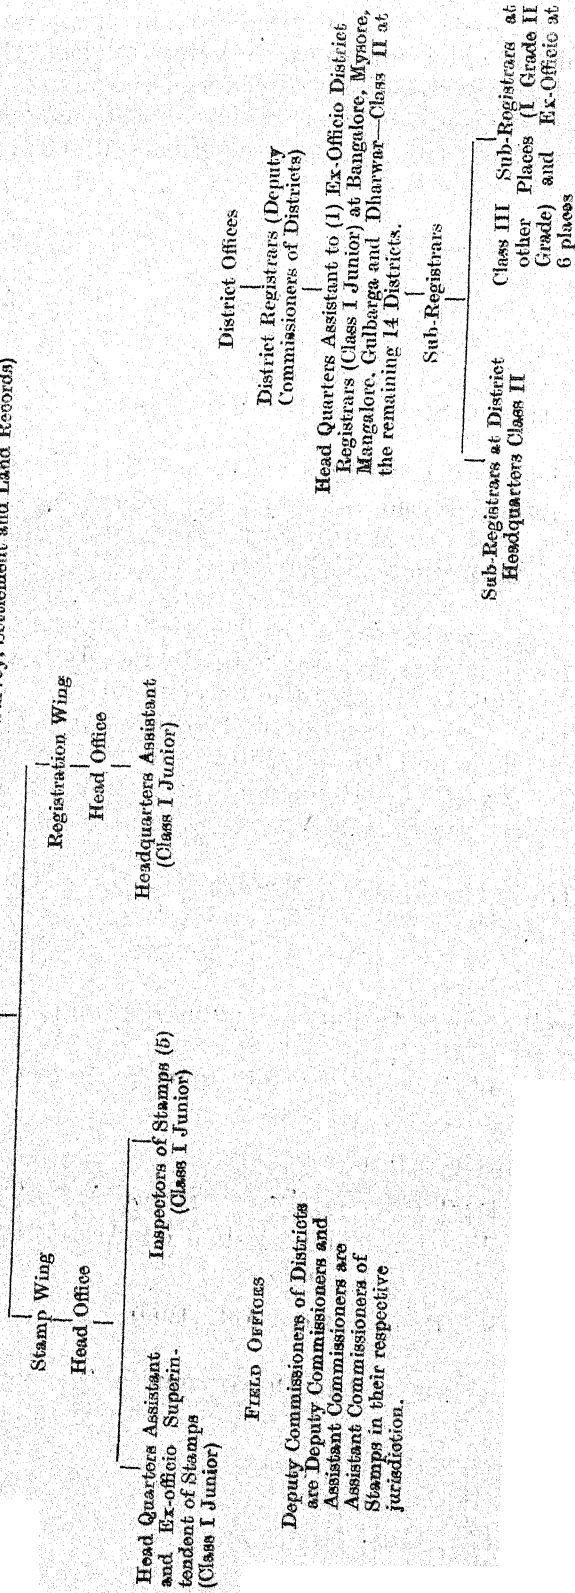 Survey, Settlement and Land Records)
Stamp Wing
Head Office
Head Quarters Assistant
and Ex-officio Superin-
tendent of Stamps
(Class I Junior)
Inspectors of Stamps (5)
(Class I Junior)
FIELD OFFICES
Deputy Commissioners of Districts
are Deputy Commissioners and
Assistant Commissioners are
Assistant Commissioners of
Stamps in their respective
jurisdiction.
Registration Wing
Head Office
Headquarters Assistant
(Class I Junior)
District Offices
District Registrars (Deputy
Commissioners of Districts)
Head Quarters Assistant to (1) Ex-Officio District
Registrars (Class I Junior) at Bangalore, Mysore,
Mangalore, Gulbarga and Dharwar—Class II at
the remaining 14 Districts.
Sub-Registrars
Sub-Registrars at District
Headquarters Class II
Class III Sub-Registrars at
other Places (I Grade II
Grade) and Ex-Officio at
6 places